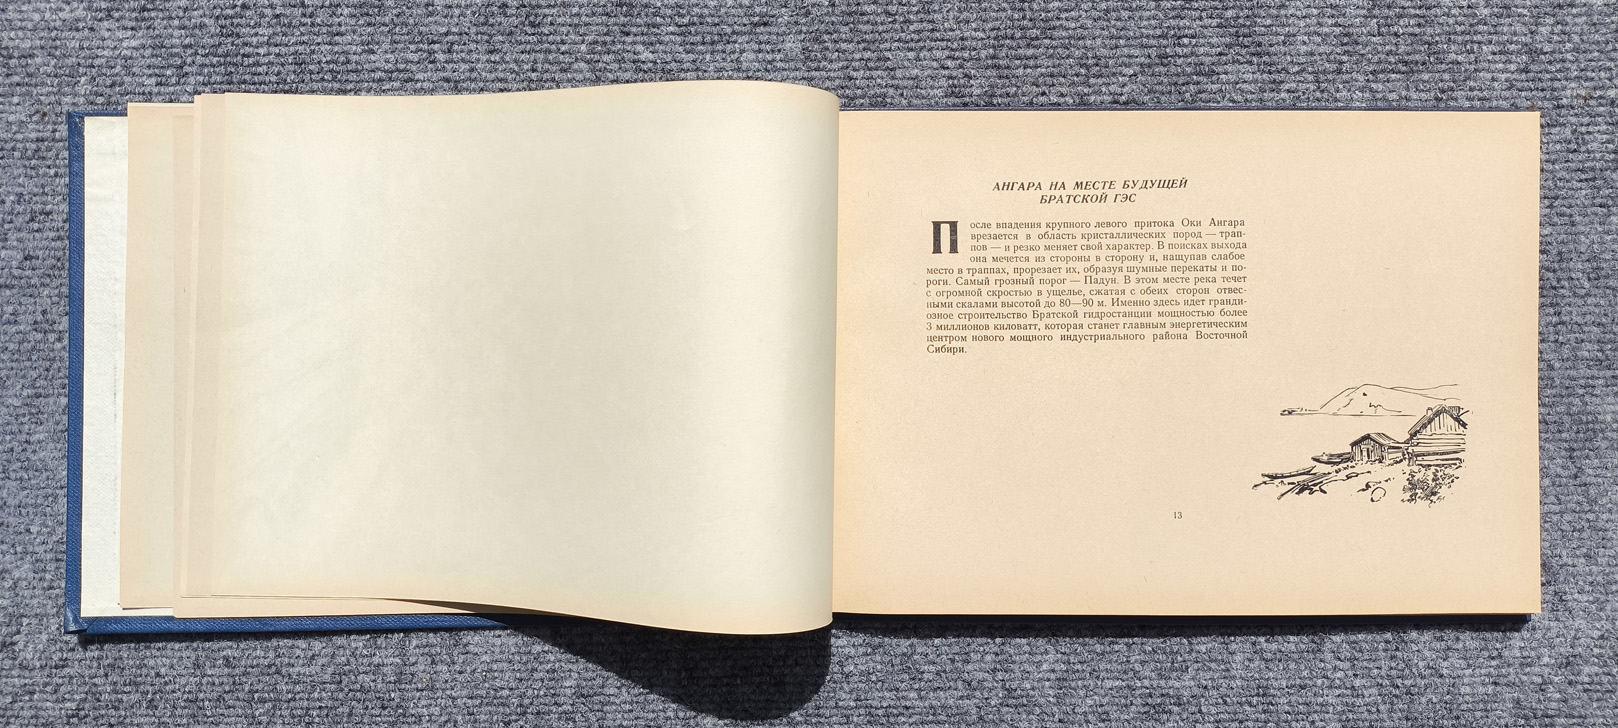 АНГАРА НА МЕСТЕ БУДУЩЕЙ
БРАТСКОЙ ГЭС
После впадения крупного левого притока Оки Ангара
врезается в область кристаллических пород — трап-
пов — и резко меняет свой характер. В поисках выхода
она мечется из стороны в сторону и, нащупав слабое
место в траппах, прорезает их, образуя шумные перекаты и по-
роги. Самый грозный порог — Падун. В этом месте река течет
с огромной скростью в ущелье, сжатая с обеих сторон отвес-
ными скалами высотой до 80—90 м. Именно здесь идет гранди-
озное строительство Братской гидростанции мощностью более
3 миллионов киловатт, которая станет главным энергетическим
центром нового мощного индустриального района Восточной
Сибири.
13